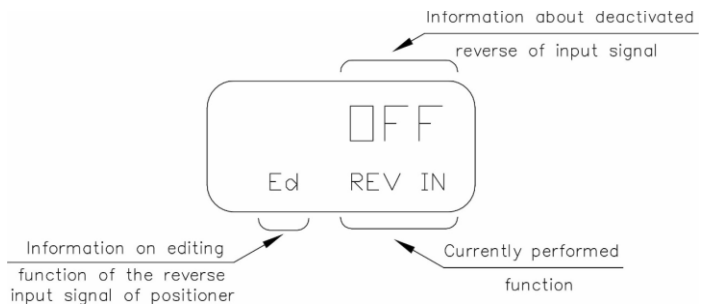 Information about deactivated
reverse of input signal
OFF
Ed REV IN
Information on editing
function of the reverse
input signal of positioner
Currently performed
function